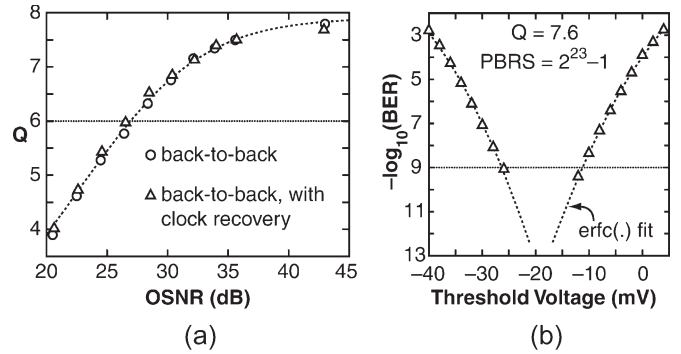 8
7
6
5
4
Q
back-to-back
back-to-back, with
clock recovery
20
25
30
35
40
45
OSNR (dB)
(a)
3
5
7
9
11
13
−log10(BER)
Q = 7.6
PBRS = 2^23−1
erfc(.) fit
−40
−30
−20
−10
0
Threshold Voltage (mV)
(b)